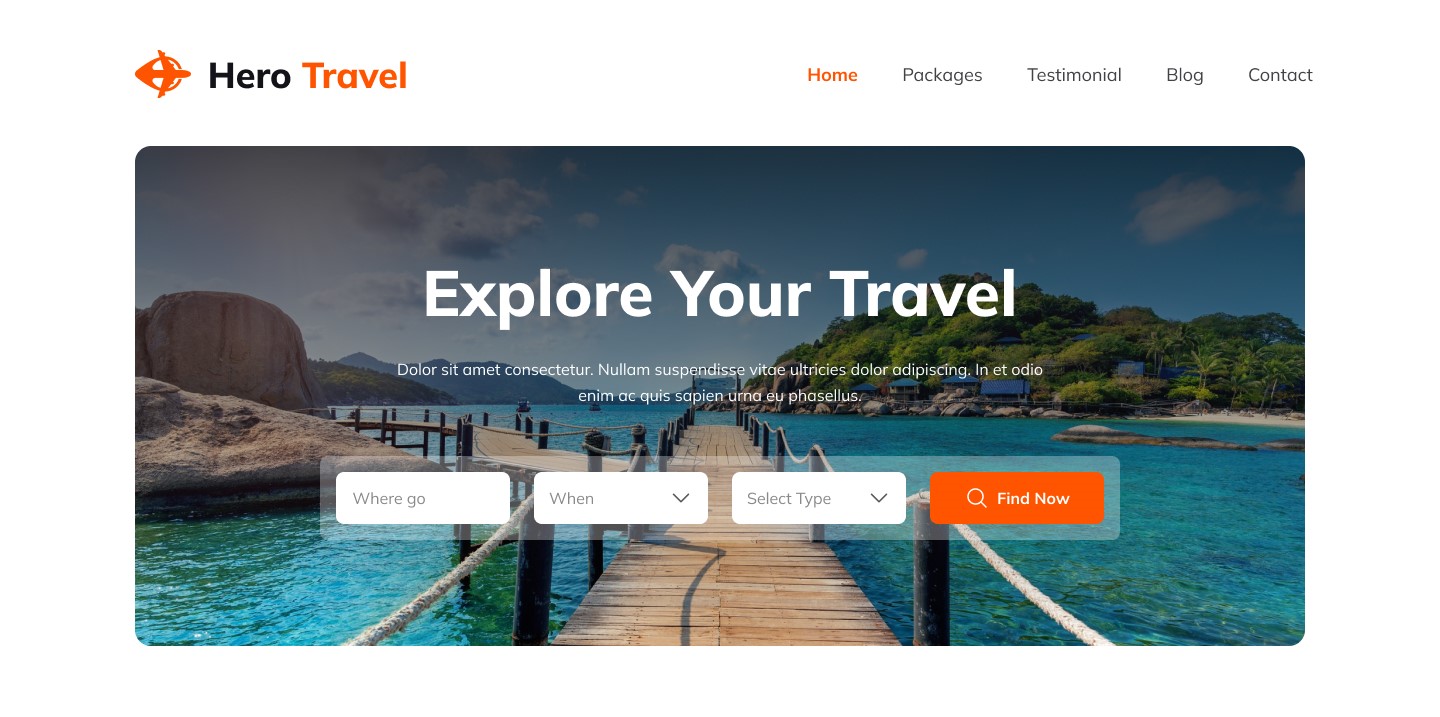 Hero Travel
Home
Packages
Testimonial
Blog
Contact
Explore Your Travel
Dolor sit amet consectetur. Nullam suspendisse vitae ultricies dolor adipiscing. In et odio
enim ac quis sapien urna eu phasellus.
Where go
When
Select Type
Find Now